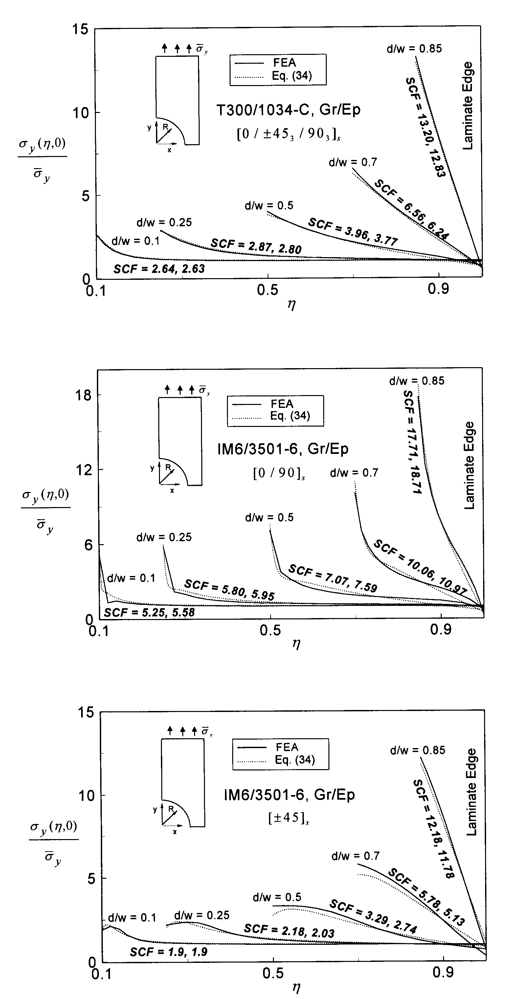 15
d/w = 0.85
σ̄ y
FEA
Eq. (34)
Laminate Edge
SCF = 13.20, 12.83
10
T300/1034-C, Gr/Ep
[0 / ±45₃ / 90₃]ₛ
y
R
x
σ y (η,0)
σ̄ y
d/w = 0.7
SCF = 6.56, 6.24
5
d/w = 0.5
SCF = 3.96, 3.77
d/w = 0.25
d/w = 0.1
SCF = 2.87, 2.80
SCF = 2.64, 2.63
0
0.1
0.5
0.9
η
d/w = 0.85
18
σ̄ y
FEA
Eq. (34)
SCF = 17.71, 18.71
Laminate Edge
IM6/3501-6, Gr/Ep
[0 / 90]ₛ
12
y
R
x
d/w = 0.7
σ y (η,0)
σ̄ y
d/w = 0.5
6
d/w = 0.25
SCF = 10.06, 10.97
d/w = 0.1
SCF = 7.07, 7.59
SCF = 5.80, 5.95
SCF = 5.25, 5.58
0
0.1
0.5
0.9
η
15
σ̄ y
FEA
Eq. (34)
d/w = 0.85
Laminate Edge
SCF = 12.18, 11.78
10
IM6/3501-6, Gr/Ep
[±45]ₛ
y
R
x
σ y (η,0)
σ̄ y
d/w = 0.7
SCF = 5.78, 5.13
5
d/w = 0.5
SCF = 3.29, 2.74
d/w = 0.1
d/w = 0.25
SCF = 2.18, 2.03
SCF = 1.9, 1.9
0
0.1
0.5
0.9
η